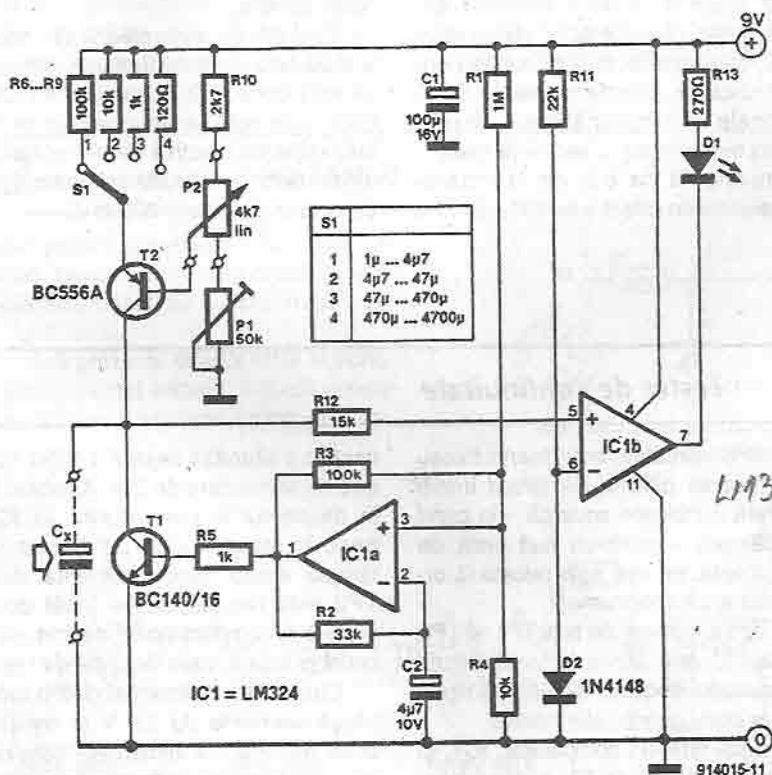 9V
R6...R9
100k
10k
1k
120Ω
R10
2k7
C1
100µ
16V
R1
1M
R11
22k
R13
270Ω
D1
1
2
3
4
S1
P2
4k7
lin
T2
BC556A
S1
1 1µ ... 4µ7
2 4µ7 ... 47µ
3 47µ ... 470µ
4 470µ ... 4700µ
P1
50k
R12
15k
R3
100k
5
+
4
IC1b
7
6
-
11
Cx
T1
BC140/16
R5
1k
1
IC1a
3
+
2
-
R2
33k
IC1 = LM324
C2
4µ7
10V
R4
10k
D2
1N4148
0
914015-11